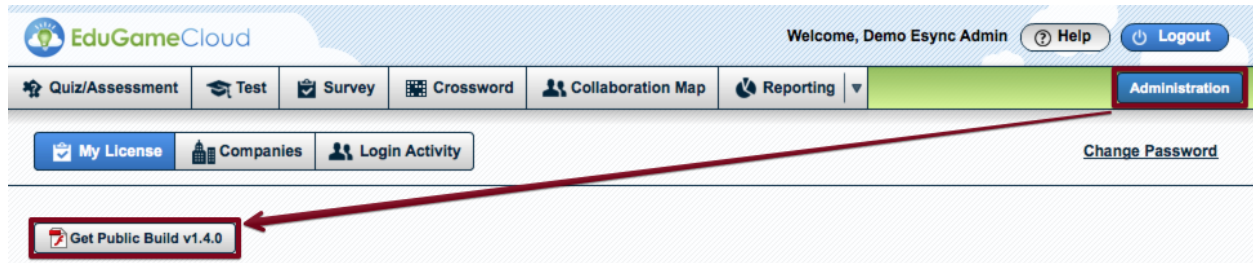 EduGameCloud
Welcome, Demo Esync Admin
Help
Logout
Quiz/Assessment
Test
Survey
Crossword
Collaboration Map
Reporting
Administration
My License
Companies
Login Activity
Change Password
Get Public Build v1.4.0